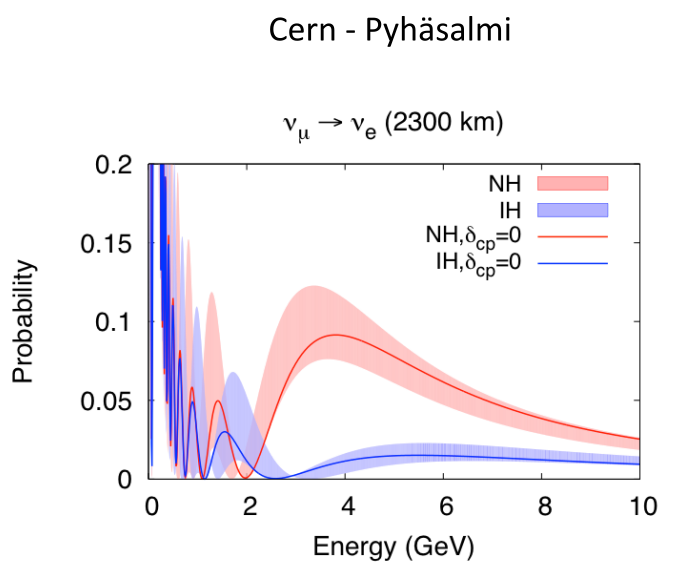 Cern - Pyhäsalmi
νμ → νe (2300 km)
0.2
0.15
0.1
0.05
0
Probability
NH
IH
NH,δcp=0
IH,δcp=0
0 2 4 6 8 10
Energy (GeV)